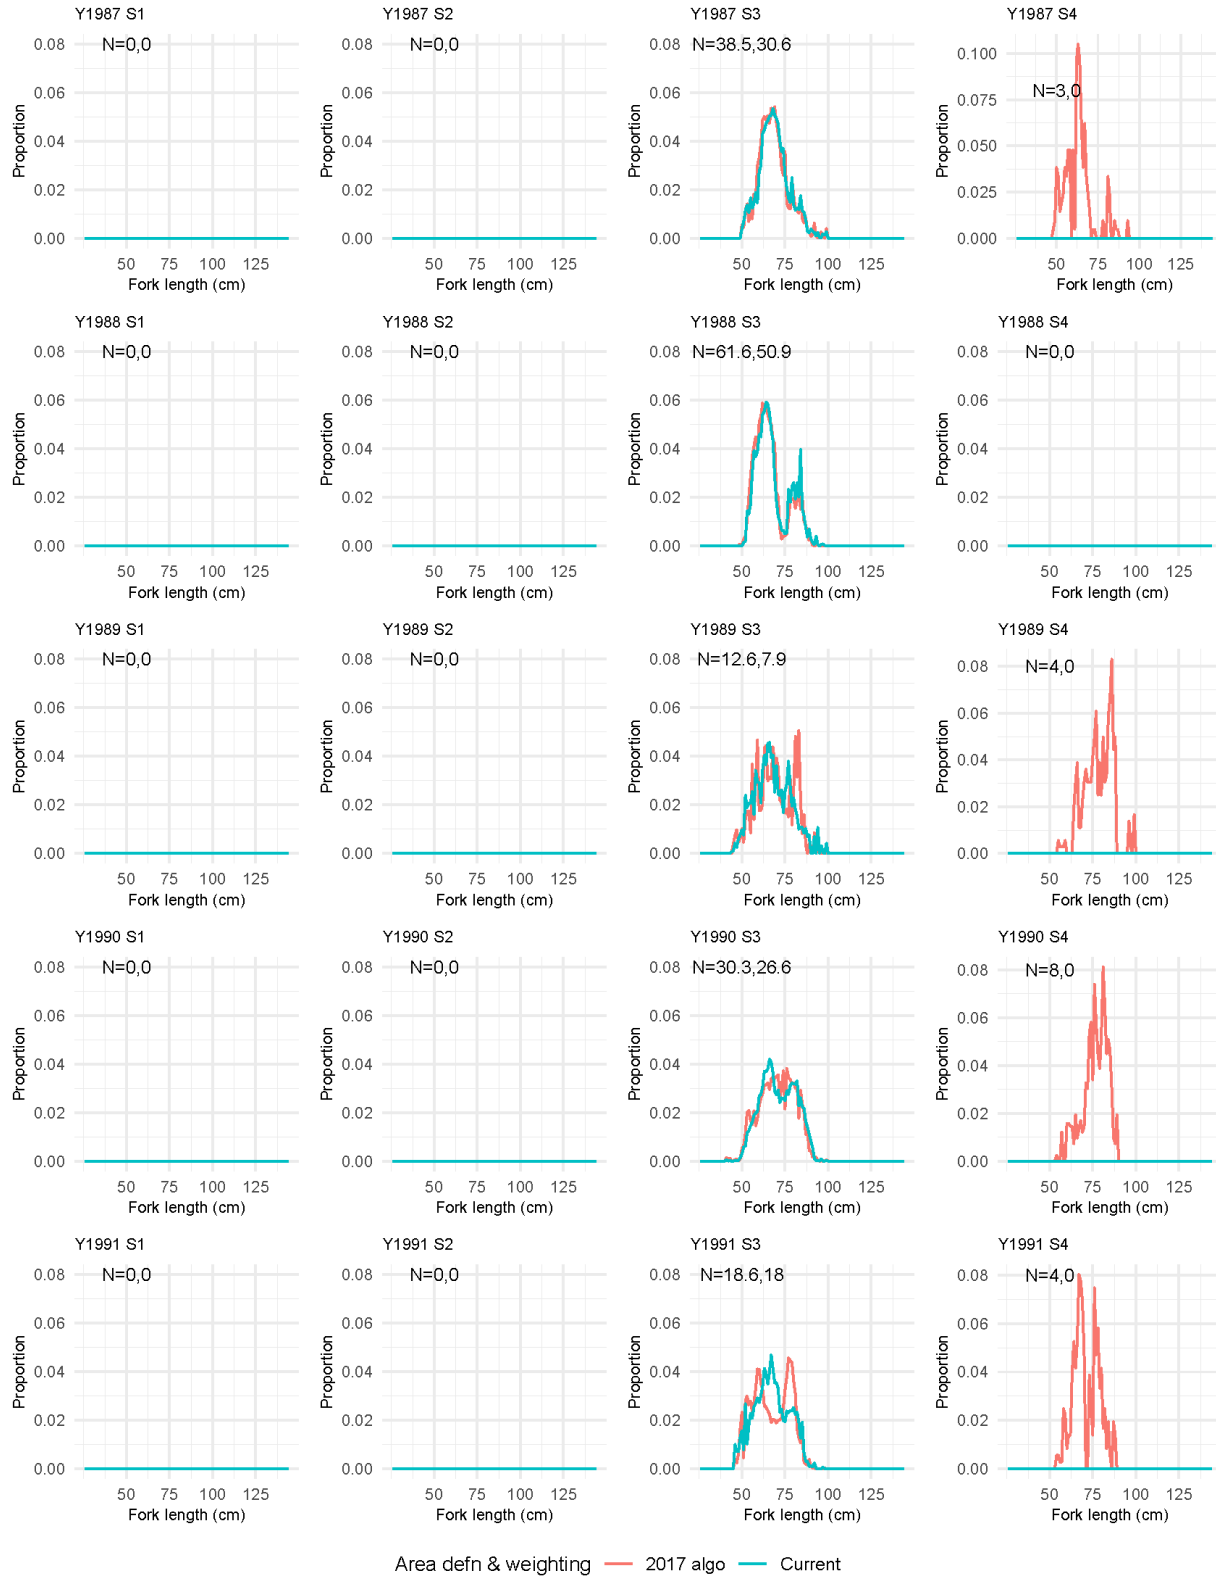 Y1987 S1
Y1987 S2
Y1987 S3
Y1987 S4
N=0,0
N=0,0
N=38.5,30.6
N=3,0
0.08
0.06
0.04
0.02
0.00
0.08
0.06
0.04
0.02
0.00
0.08
0.06
0.04
0.02
0.00
0.100
0.075
0.050
0.025
0.000
Proportion
Proportion
Proportion
Proportion
50 75 100 125
50 75 100 125
50 75 100 125
50 75 100 125
Fork length (cm)
Fork length (cm)
Fork length (cm)
Fork length (cm)
Y1988 S1
Y1988 S2
Y1988 S3
Y1988 S4
N=0,0
N=0,0
N=61.6,50.9
N=0,0
0.08
0.06
0.04
0.02
0.00
0.08
0.06
0.04
0.02
0.00
0.08
0.06
0.04
0.02
0.00
0.08
0.06
0.04
0.02
0.00
Proportion
Proportion
Proportion
Proportion
50 75 100 125
50 75 100 125
50 75 100 125
50 75 100 125
Fork length (cm)
Fork length (cm)
Fork length (cm)
Fork length (cm)
Y1989 S1
Y1989 S2
Y1989 S3
Y1989 S4
N=0,0
N=0,0
N=12.6,7.9
N=4,0
0.08
0.06
0.04
0.02
0.00
0.08
0.06
0.04
0.02
0.00
0.08
0.06
0.04
0.02
0.00
0.08
0.06
0.04
0.02
0.00
Proportion
Proportion
Proportion
Proportion
50 75 100 125
50 75 100 125
50 75 100 125
50 75 100 125
Fork length (cm)
Fork length (cm)
Fork length (cm)
Fork length (cm)
Y1990 S1
Y1990 S2
Y1990 S3
Y1990 S4
N=0,0
N=0,0
N=30.3,26.6
N=8,0
0.08
0.06
0.04
0.02
0.00
0.08
0.06
0.04
0.02
0.00
0.08
0.06
0.04
0.02
0.00
0.08
0.06
0.04
0.02
0.00
Proportion
Proportion
Proportion
Proportion
50 75 100 125
50 75 100 125
50 75 100 125
50 75 100 125
Fork length (cm)
Fork length (cm)
Fork length (cm)
Fork length (cm)
Y1991 S1
Y1991 S2
Y1991 S3
Y1991 S4
N=0,0
N=0,0
N=18.6,18
N=4,0
0.08
0.06
0.04
0.02
0.00
0.08
0.06
0.04
0.02
0.00
0.08
0.06
0.04
0.02
0.00
0.08
0.06
0.04
0.02
0.00
Proportion
Proportion
Proportion
Proportion
50 75 100 125
50 75 100 125
50 75 100 125
50 75 100 125
Fork length (cm)
Fork length (cm)
Fork length (cm)
Fork length (cm)
Area defn & weighting 2017 algo Current